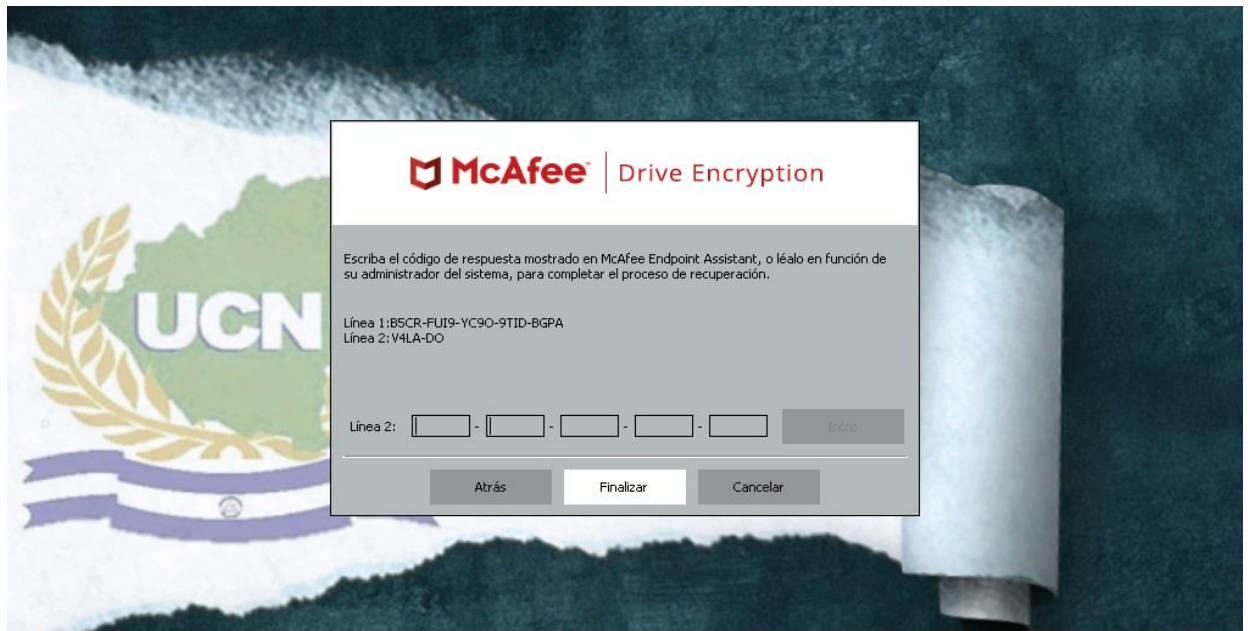 UCN
McAfee | Drive Encryption
Escriba el código de respuesta mostrado en McAfee Endpoint Assistant, o léalo en función de
su administrador del sistema, para completar el proceso de recuperación.
Línea 1:B5CR-FUI9-YC9O-9TID-BGPA
Línea 2:V4LA-DO
Línea 2: - - - -
Intro
Atrás
Finalizar
Cancelar